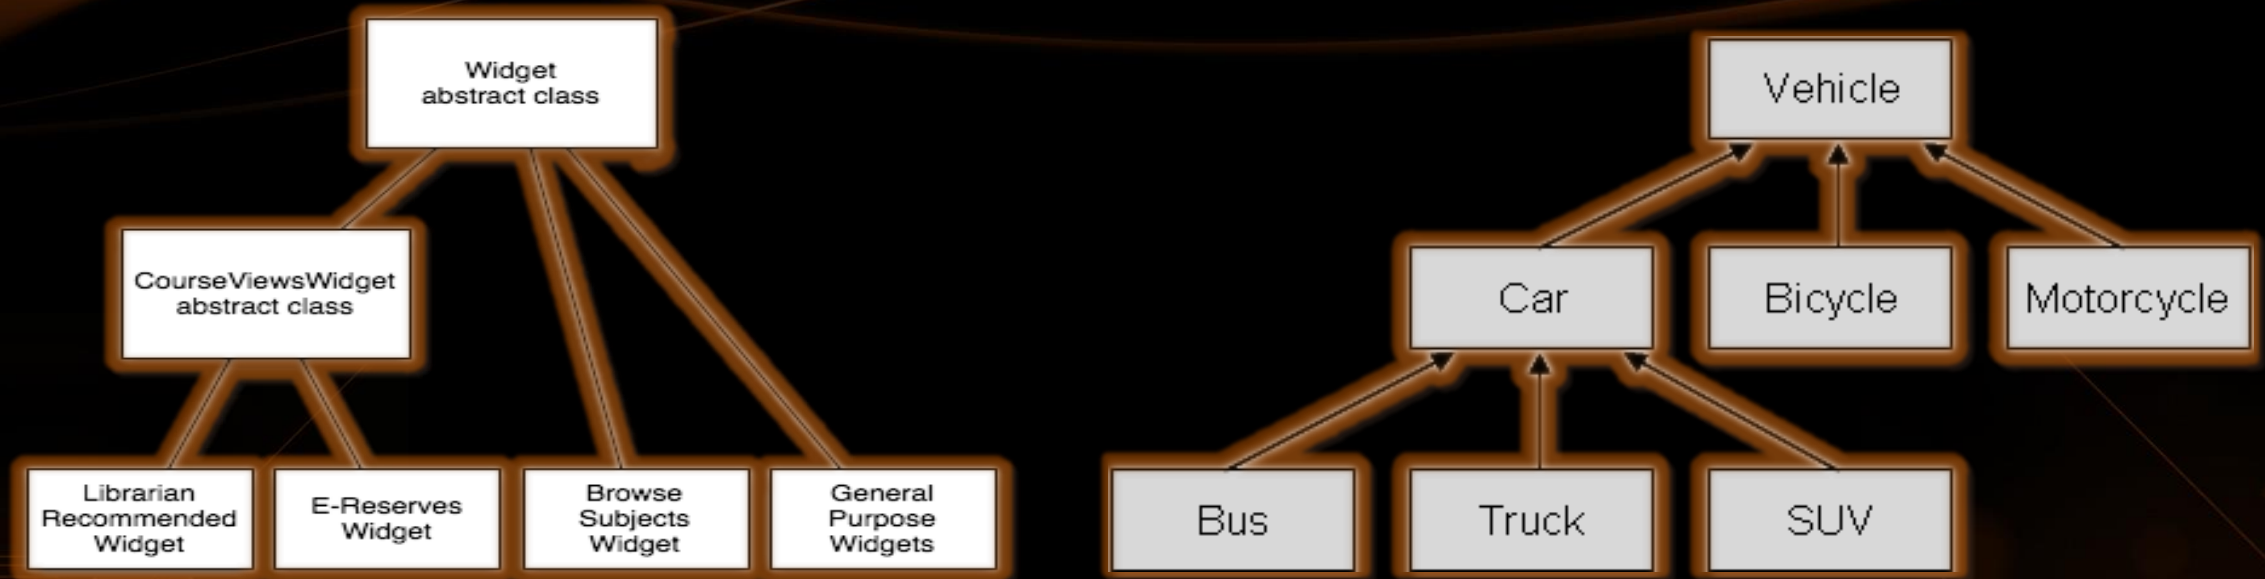 Widget
abstract class
CourseViewsWidget
abstract class
Librarian
Recommended
Widget
E-Reserves
Widget
Browse
Subjects
Widget
General
Purpose
Widgets
Vehicle
Car
Bicycle
Motorcycle
Bus
Truck
SUV